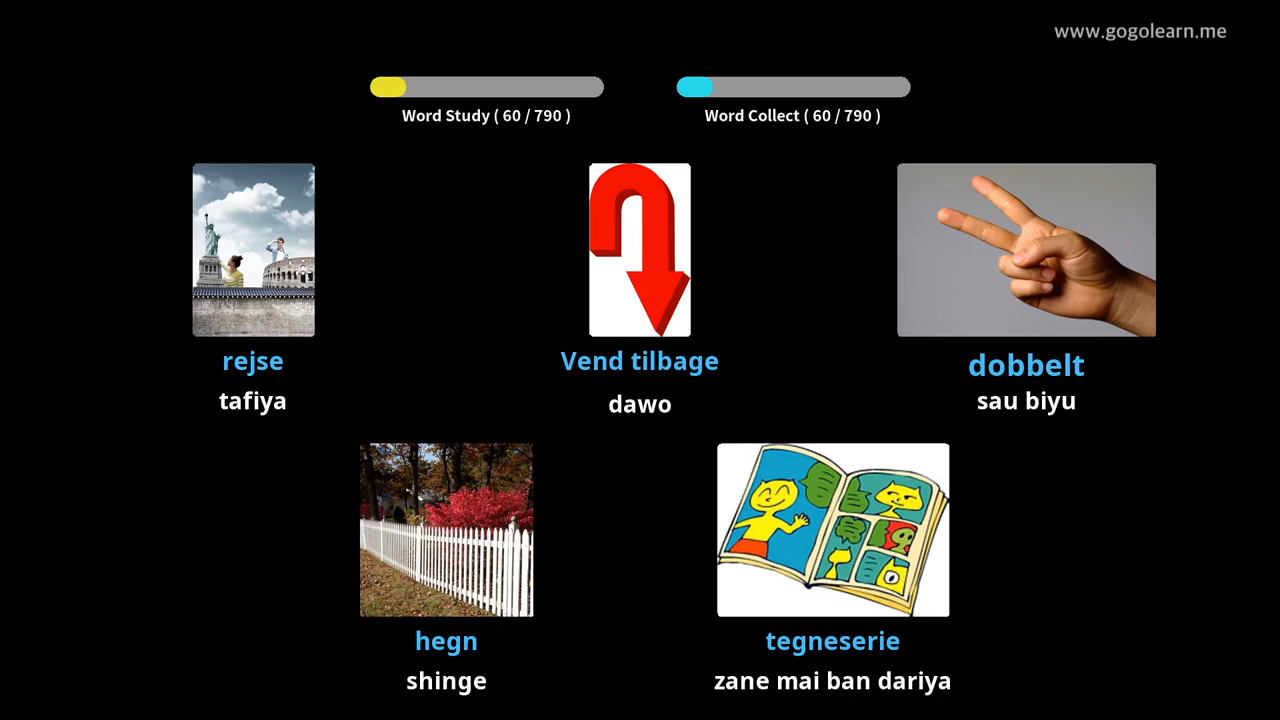 www.gogolearn.me
Word Study ( 60 / 790 )
Word Collect ( 60 / 790 )
rejse
tafiya
Vend tilbage
dawo
dobbelt
sau biyu
hegn
shinge
tegneserie
zane mai ban dariya